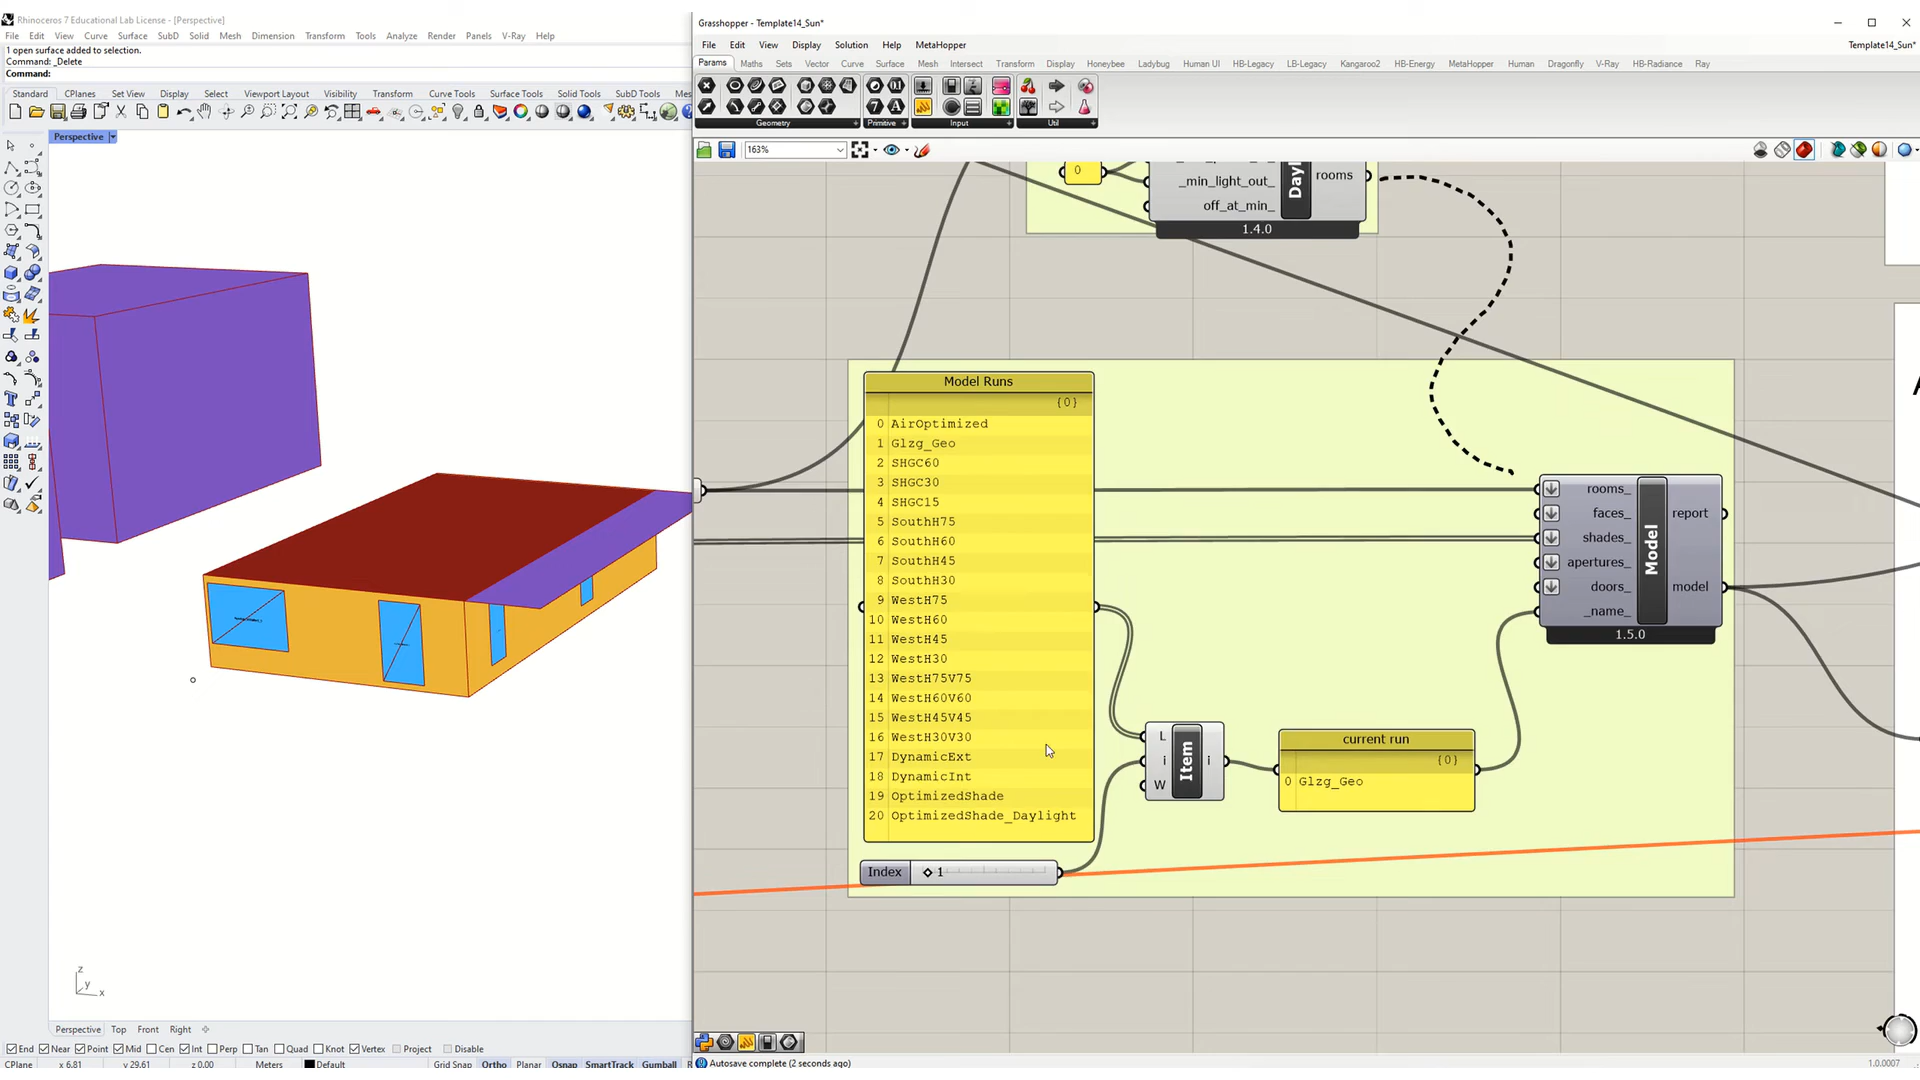 Rhinoceros 7 Educational Lab License - [Perspective]
File Edit View Curve Surface SubD Solid Mesh Dimension Transform Tools Analyze Render Panels V-Ray Help
1 open surface added to selection.
Command: _Delete
Command:
Standard CPlanes Set View Display Select Viewport Layout Visibility Transform Curve Tools Surface Tools Solid Tools SubD Tools Mes
Perspective
z
y
x
Perspective Top Front Right
End Near Point Mid Cen Int Perp Tan Quad Knot Vertex Project Disable
CPlane x 6.81 y 29.61 z 0.00 Meters Default Grid Snap Ortho Planar Osnap SmartTrack Gumball R
Grasshopper - Template14_Sun*
File Edit View Display Solution Help MetaHopper
Template14_Sun*
Params Maths Sets Vector Curve Surface Mesh Intersect Transform Display Honeybee Ladybug Human UI HB-Legacy LB-Legacy Kangaroo2 HB-Energy MetaHopper Human Dragonfly V-Ray HB-Radiance Ray
Geometry Primitive Input Util
163%
0
_min_light_out_
off_at_min_
Dayl
rooms
1.4.0
Model Runs
{0}
0 AirOptimized
1 Glzg_Geo
2 SHGC60
3 SHGC30
4 SHGC15
5 SouthH75
6 SouthH60
7 SouthH45
8 SouthH30
9 WestH75
10 WestH60
11 WestH45
12 WestH30
13 WestH75V75
14 WestH60V60
15 WestH45V45
16 WestH30V30
17 DynamicExt
18 DynamicInt
19 OptimizedShade
20 OptimizedShade_Daylight
Index 1
L
i
W
Item
i
current run
{0}
0 Glzg_Geo
rooms_
faces_
shades_
apertures_
doors_
_name_
Model
report
model
1.5.0
Autosave complete (2 seconds ago)
1.0.0007